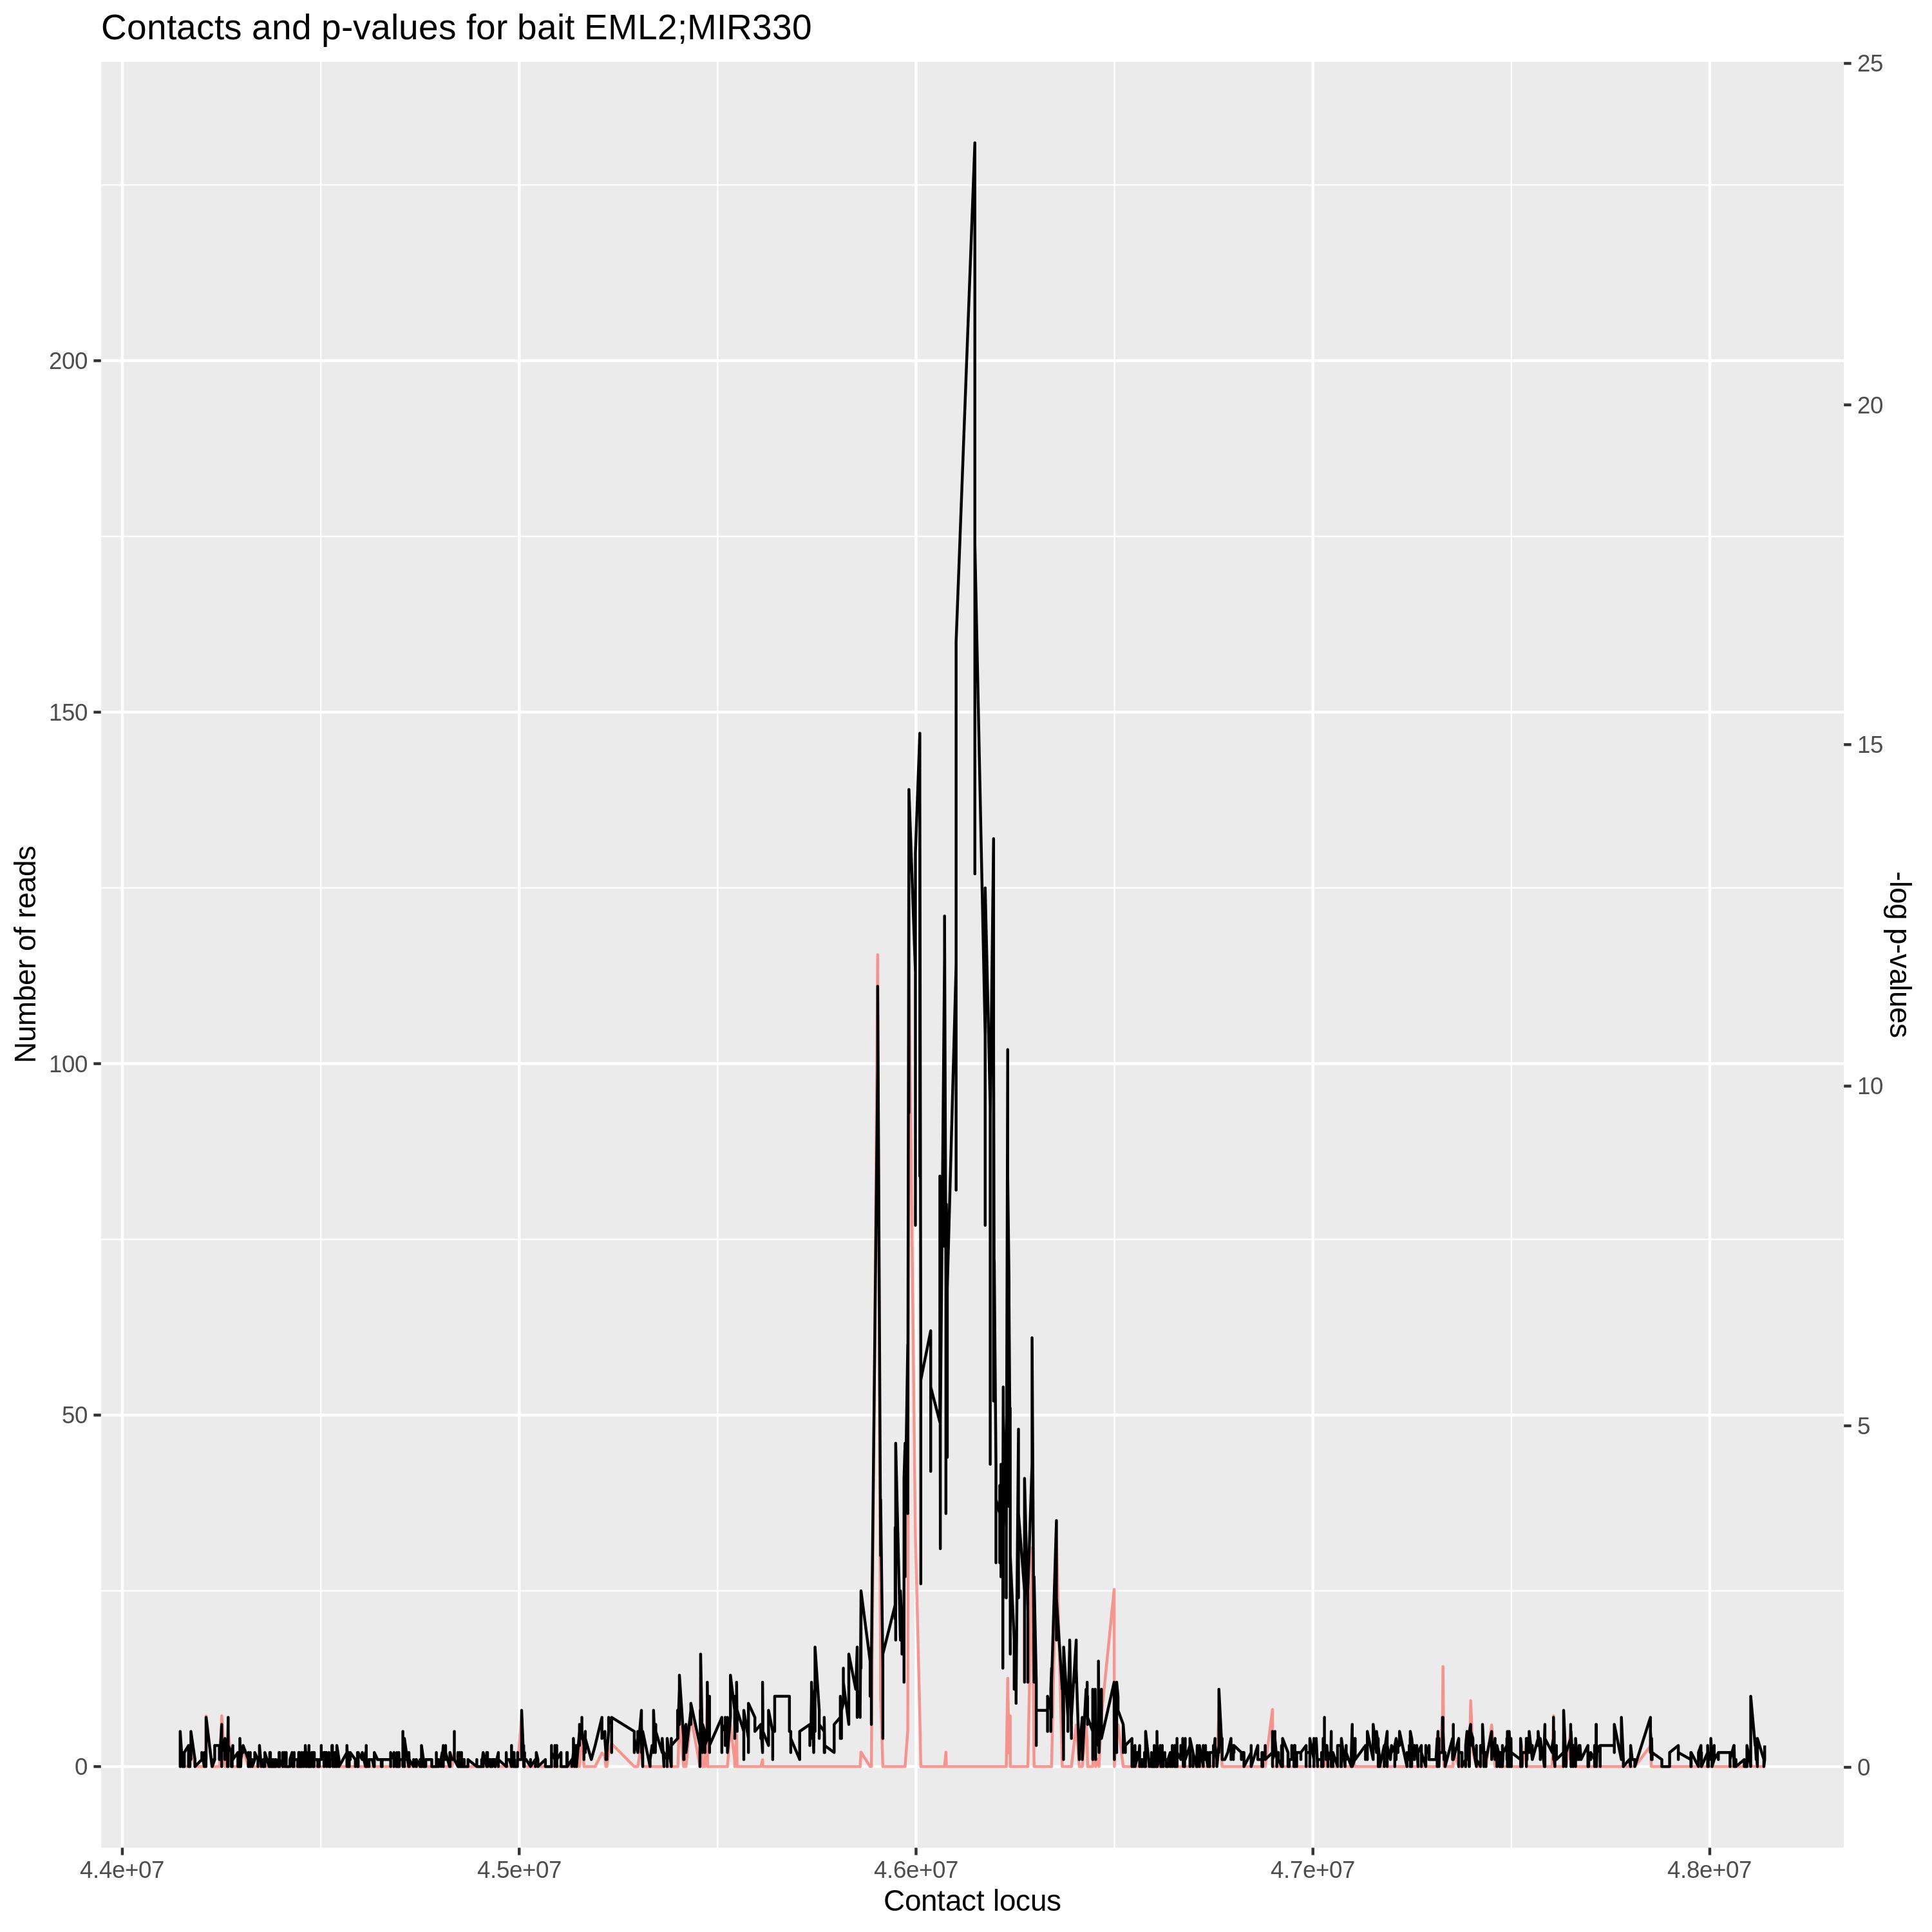 Contacts and p-values for bait EML2;MIR330
25
20
15
10
5
0
200
150
100
50
0
Number of reads
-log p-values
4.4e+07 4.5e+07 4.6e+07 4.7e+07 4.8e+07
Contact locus